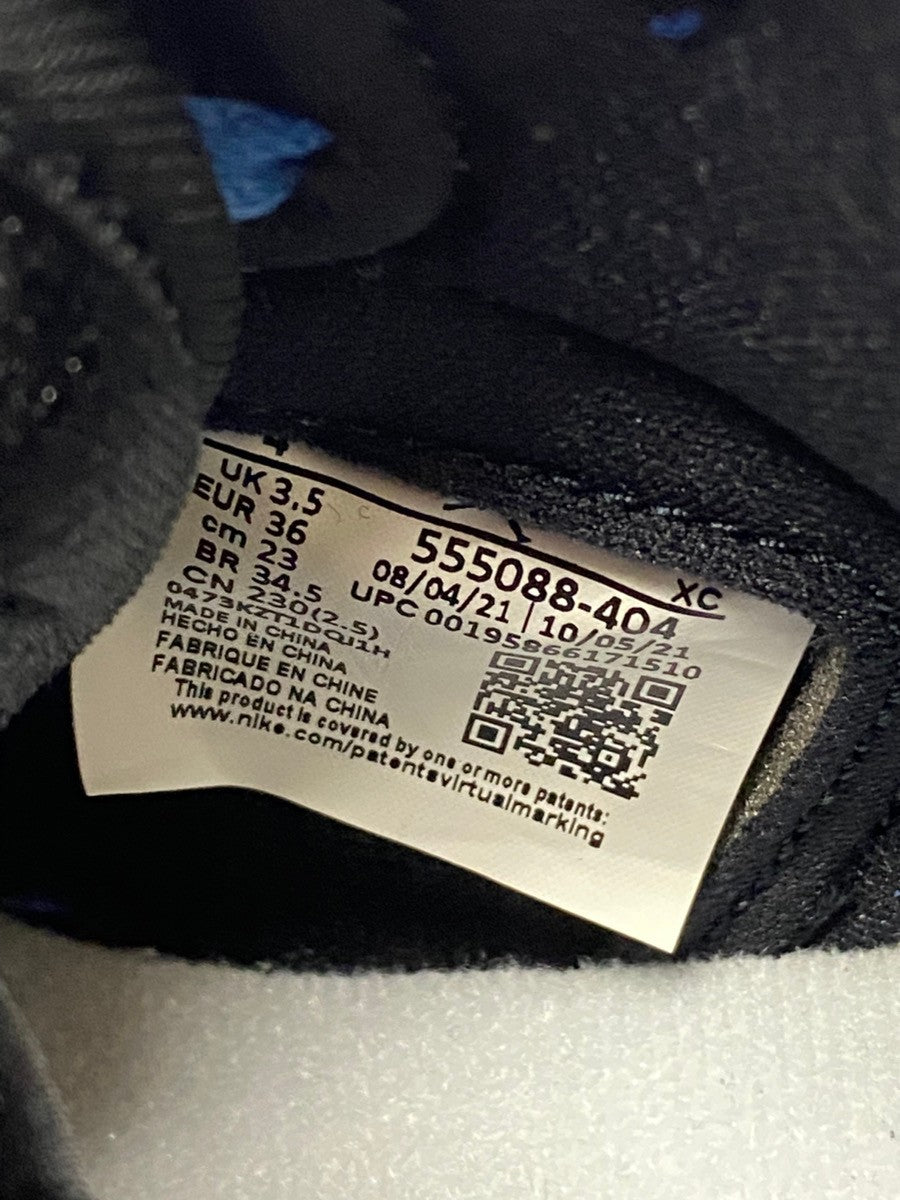 4
UK 3.5
EUR 36
cm 23
BR 34.5
CN 230(2.5)
MADE IN CHINA
HECHO EN CHINA
FABRIQUE EN CHINE
FABRICADO NA CHINA
This product is covered by one or more patents:
www.nike.com/patentsvirtualmarking
XC
555088-404
08/04/21 | 10/05/21
UPC 00195866171510